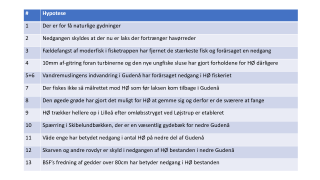 # Hypotese
1 Der er for få naturlige gydninger
2 Nedgangen skyldes at der nu er laks der fortrænger havørreder
3 Fældefangst af moderfisk i fisketrappen har fjernet de stærkeste fisk og forårsaget en nedgang
4 10mm af-gitring foran turbinerne og den nye ungfiske sluse har gjort forholdene for HØ dårligere
5+6 Vandremuslingens indvandring i Gudenå har forårsaget nedgang i HØ fiskeriet
7 Der fiskes ikke så målrettet mod HØ som før laksen kom tilbage i Gudenå
8 Den øgede grøde har gjort det muligt for HØ at gemme sig og derfor er de sværere at fange
9 HØ trækker hellere op i Lilleå efter omløbsstryget ved Løjstrup er etableret
10 Spærring i Skibelundbækken, der er en væsentlig gydebæk for nedre Gudenå
11 Våde enge har betydet nedgang i antal HØ på nedre del af Gudenå
12 Skarven og andre rovdyr er skyld i nedgangen af HØ bestanden i nedre Gudenå
13 BSF's fredning af gedder over 80cm har betyder nedgang i HØ bestanden